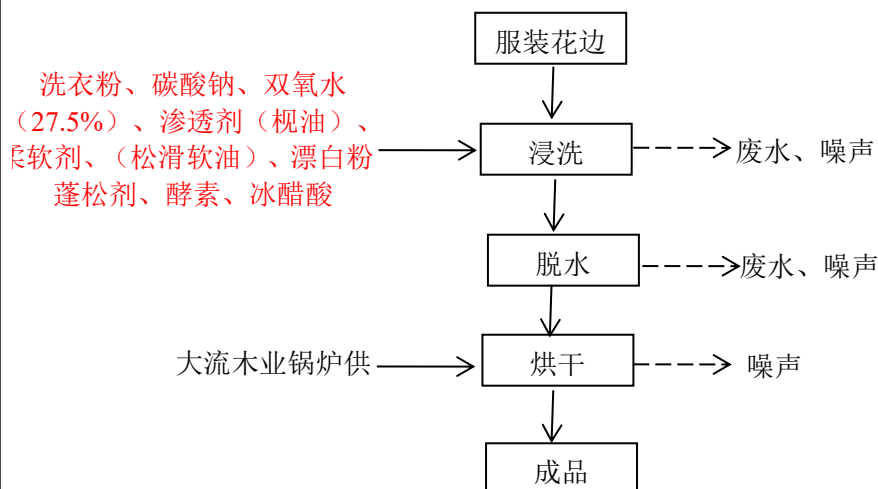 服装花边
洗衣粉、碳酸钠、双氧水
（27.5%）、渗透剂（枧油）、
柔软剂、（松滑软油）、漂白粉
蓬松剂、酵素、冰醋酸
浸洗
废水、噪声
脱水
废水、噪声
大流木业锅炉供
烘干
噪声
成品